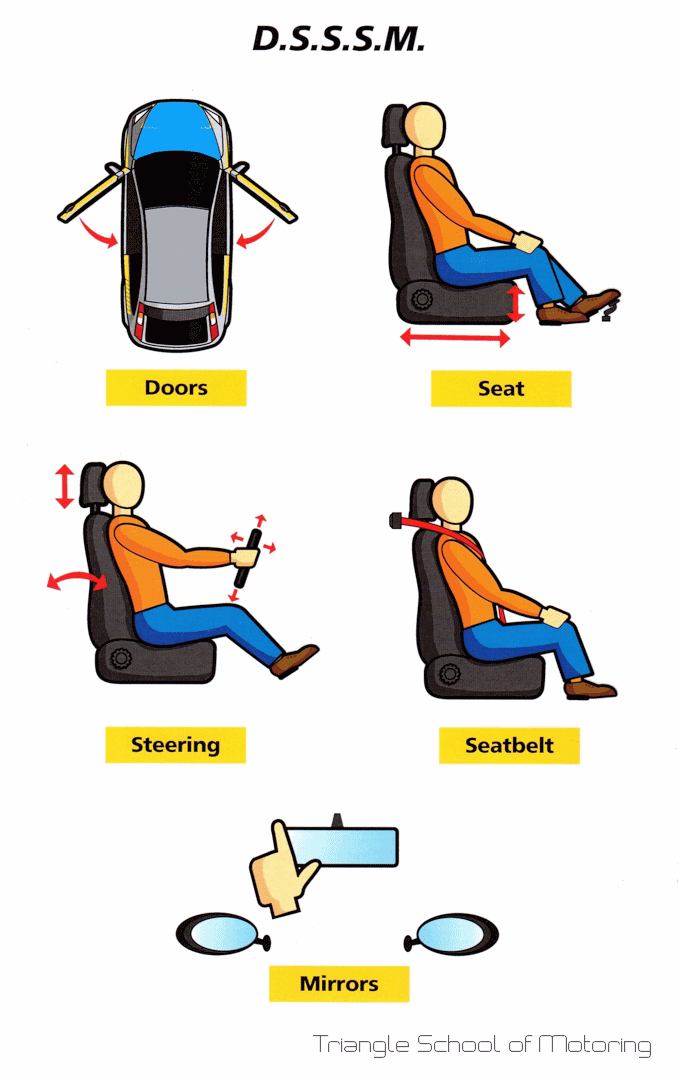 D.S.S.S.M.
Doors
Seat
Steering
Seatbelt
Mirrors
Triangle School of Motoring